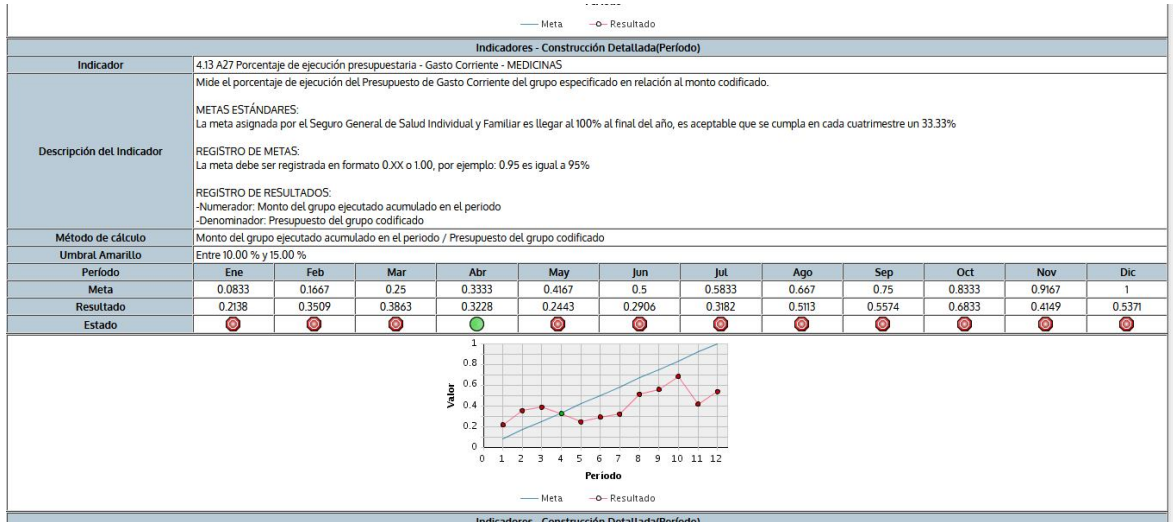 Período
Meta Resultado
Indicadores - Construcción Detallada(Período)
Indicador 4.13 A27 Porcentaje de ejecución presupuestaria - Gasto Corriente - MEDICINAS
Descripción del Indicador
Mide el porcentaje de ejecución del Presupuesto de Gasto Corriente del grupo especificado en relación al monto codificado.
METAS ESTÁNDARES:
La meta asignada por el Seguro General de Salud Individual y Familiar es llegar al 100% al final del año, es aceptable que se cumpla en cada cuatrimestre un 33.33%
REGISTRO DE METAS:
La meta debe ser registrada en formato 0.XX o 1.00, por ejemplo: 0.95 es igual a 95%
REGISTRO DE RESULTADOS:
-Numerador: Monto del grupo ejecutado acumulado en el periodo
-Denominador: Presupuesto del grupo codificado
Método de cálculo Monto del grupo ejecutado acumulado en el periodo / Presupuesto del grupo codificado
Umbral Amarillo Entre 10.00 % y 15.00 %
Período Ene Feb Mar Abr May Jun Jul Ago Sep Oct Nov Dic
Meta 0.0833 0.1667 0.25 0.3333 0.4167 0.5 0.5833 0.667 0.75 0.8333 0.9167 1
Resultado 0.2138 0.3509 0.3863 0.3228 0.2443 0.2906 0.3182 0.5113 0.5574 0.6833 0.4149 0.5371
Estado
1
0.8
0.6
0.4
0.2
0
Valor
0 1 2 3 4 5 6 7 8 9 10 11 12
Período
Meta Resultado
Indicadores - Construcción Detallada(Período)